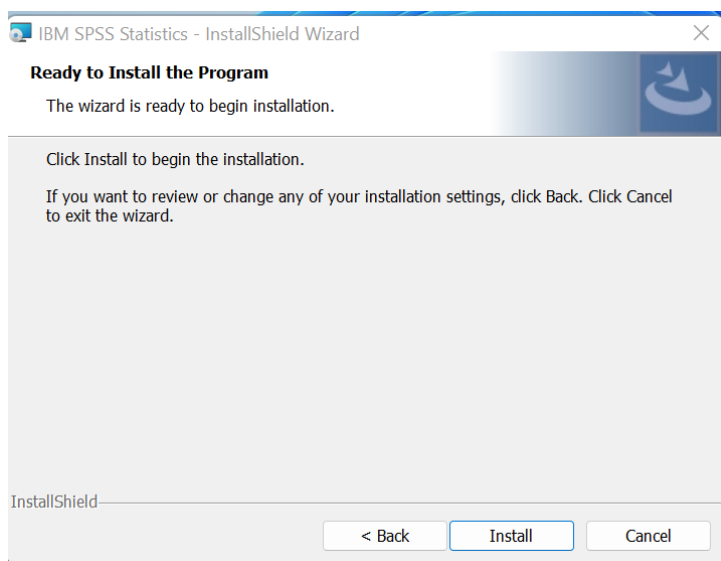 IBM SPSS Statistics - InstallShield Wizard
Ready to Install the Program
The wizard is ready to begin installation.
Click Install to begin the installation.
If you want to review or change any of your installation settings, click Back. Click Cancel
to exit the wizard.
InstallShield
< Back Install Cancel